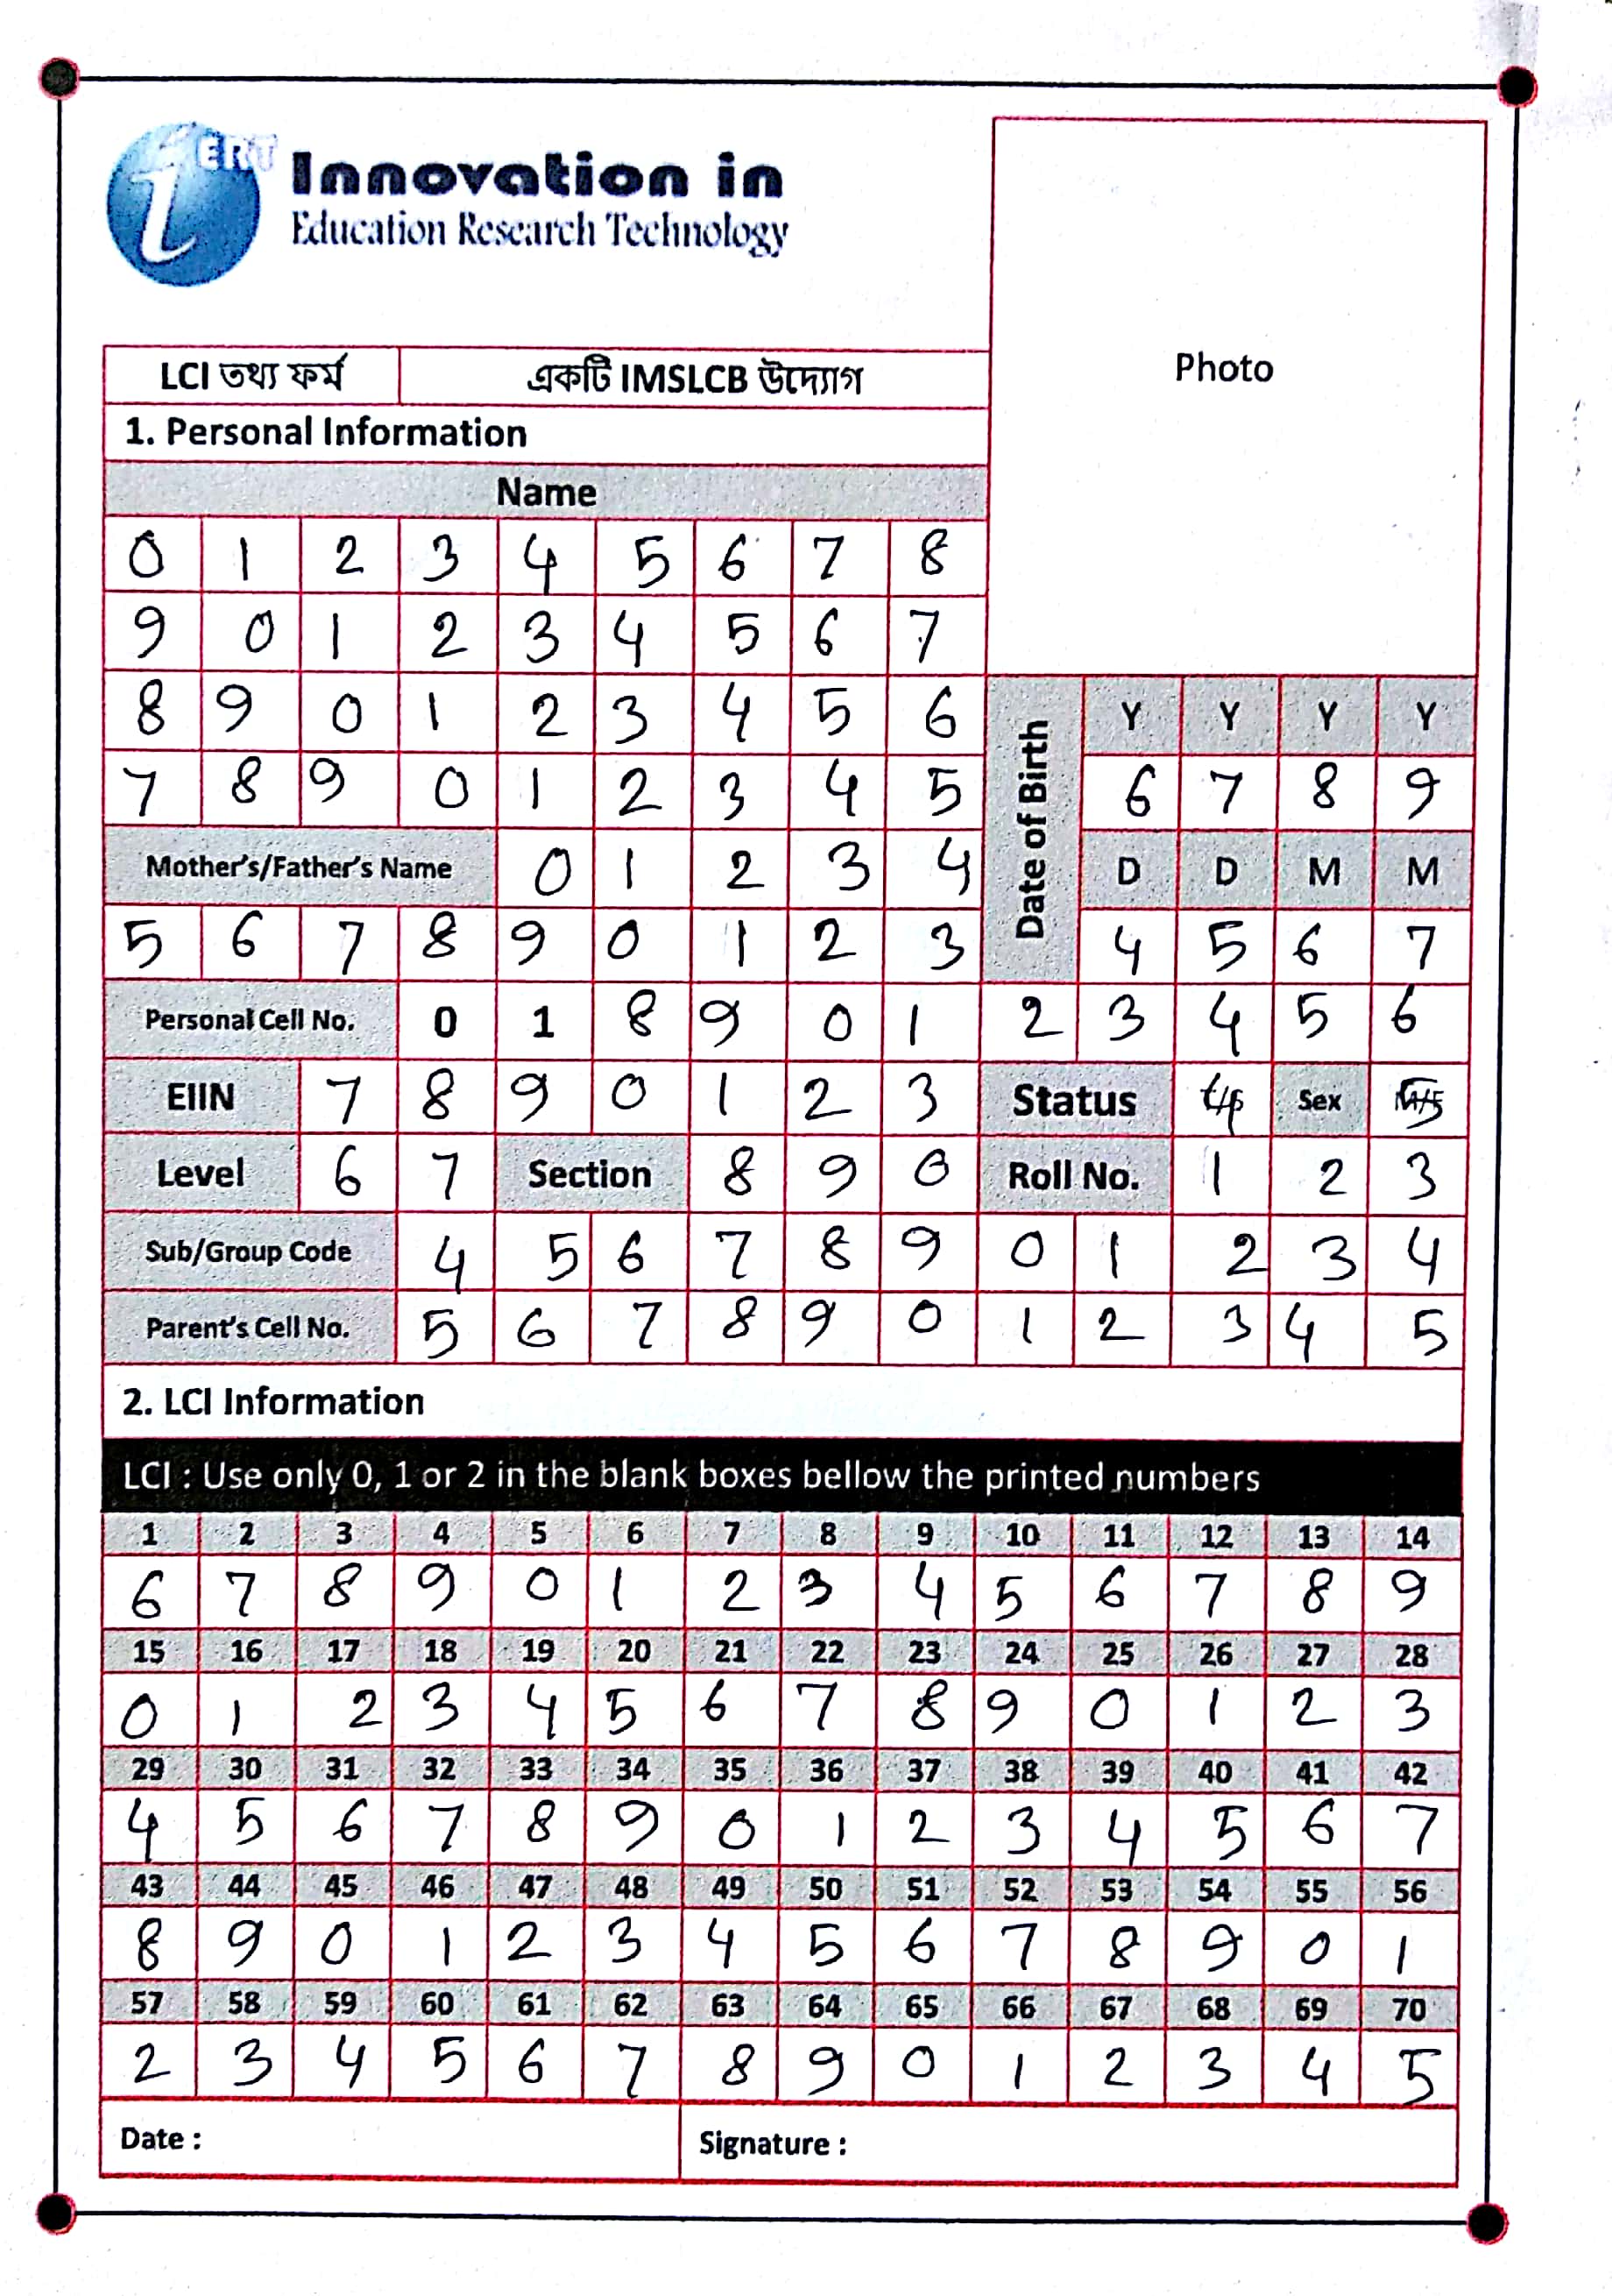 iERT
Innovation in
Education Research Technology
Photo
LCI তথ্য ফর্ম একটি IMSLCB উদ্যোগ
1. Personal Information
Name
0 1 2 3 4 5 6 7 8
9 0 1 2 3 4 5 6 7
8 9 0 1 2 3 4 5 6
7 8 9 0 1 2 3 4 5
Date of Birth
Y Y Y Y
6 7 8 9
D D M M
4 5 6 7
Mother's/Father's Name 0 1 2 3 4
5 6 7 8 9 0 1 2 3
Personal Cell No. 0 1 8 9 0 1 2 3 4 5 6
EIIN 7 8 9 0 1 2 3 Status Sex
Level 6 7 Section 8 9 0 Roll No. 1 2 3
Sub/Group Code 4 5 6 7 8 9 0 1 2 3 4
Parent's Cell No. 5 6 7 8 9 0 1 2 3 4 5
2. LCI Information
LCI : Use only 0, 1 or 2 in the blank boxes bellow the printed numbers
1 2 3 4 5 6 7 8 9 10 11 12 13 14
6 7 8 9 0 1 2 3 4 5 6 7 8 9
15 16 17 18 19 20 21 22 23 24 25 26 27 28
0 1 2 3 4 5 6 7 8 9 0 1 2 3
29 30 31 32 33 34 35 36 37 38 39 40 41 42
4 5 6 7 8 9 0 1 2 3 4 5 6 7
43 44 45 46 47 48 49 50 51 52 53 54 55 56
8 9 0 1 2 3 4 5 6 7 8 9 0 1
57 58 59 60 61 62 63 64 65 66 67 68 69 70
2 3 4 5 6 7 8 9 0 1 2 3 4 5
Date : Signature :